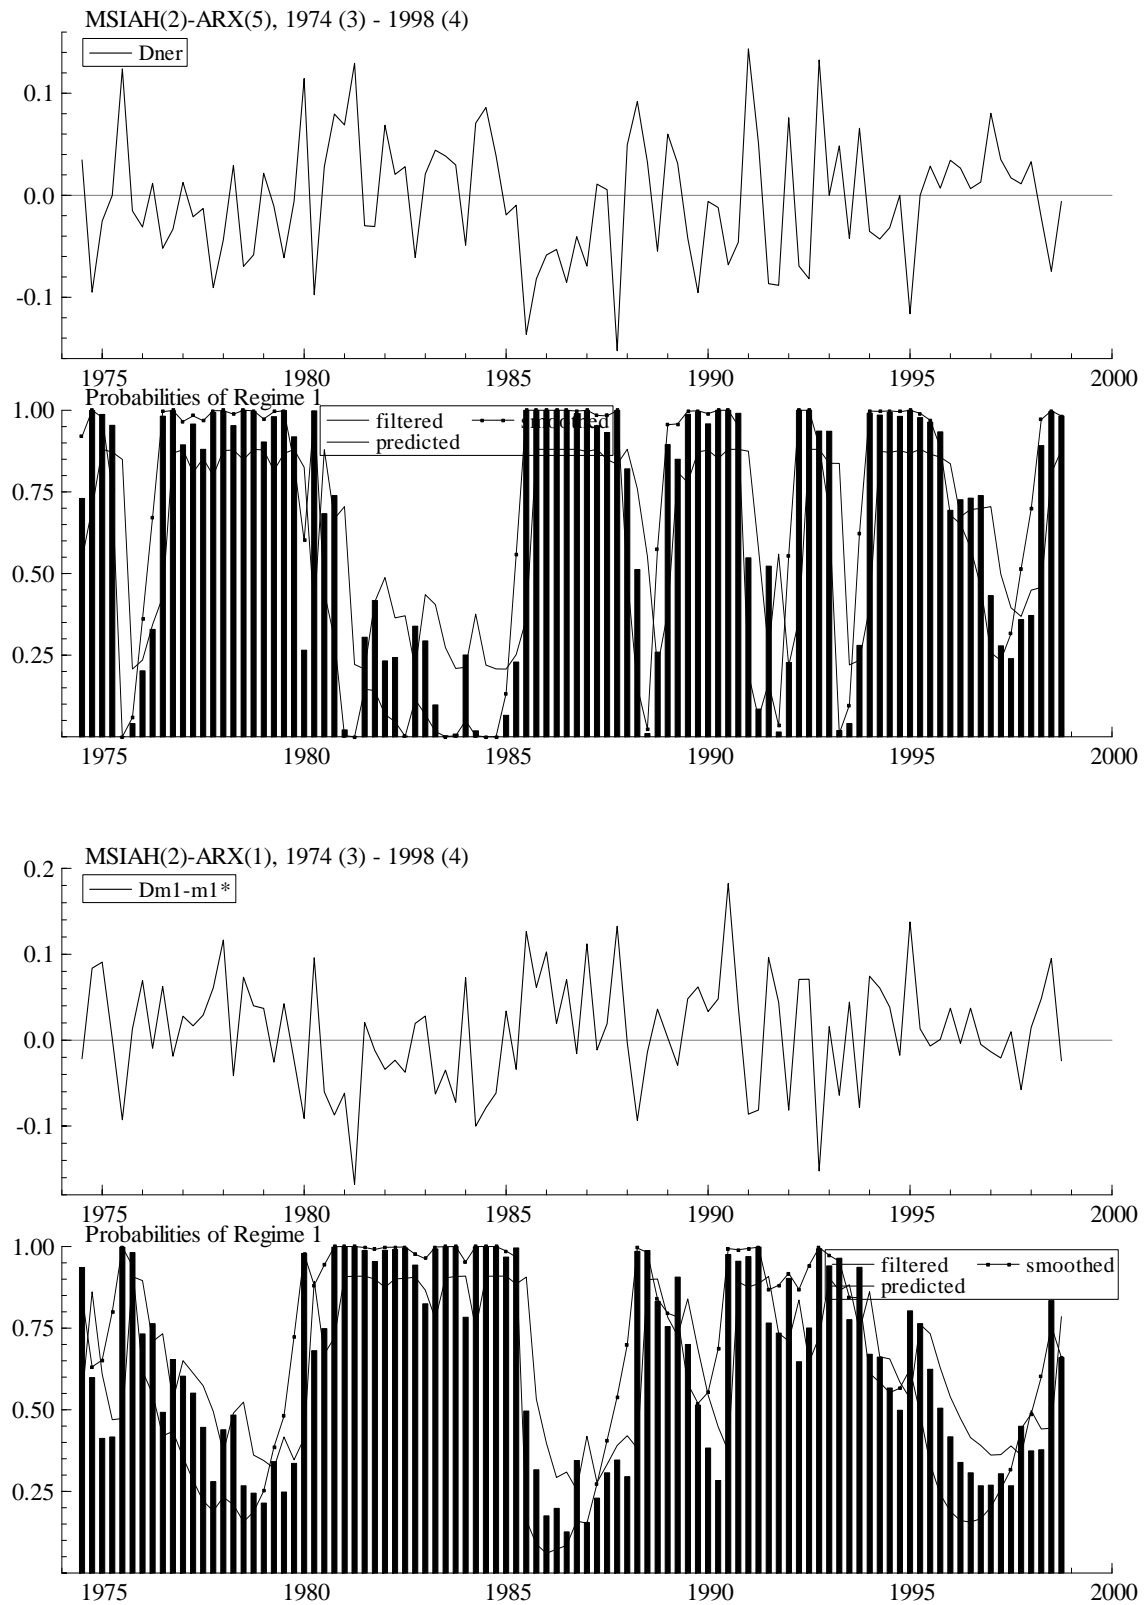 MSIAH(2)-ARX(5), 1974 (3) - 1998 (4)
Dner
0.1
0.0
-0.1
1975 1980 1985 1990 1995 2000
Probabilities of Regime 1
1.00
filtered smoothed
predicted
0.75
0.50
0.25
1975 1980 1985 1990 1995 2000
MSIAH(2)-ARX(1), 1974 (3) - 1998 (4)
0.2
Dm1-m1*
0.1
0.0
-0.1
1975 1980 1985 1990 1995 2000
Probabilities of Regime 1
1.00
filtered smoothed
predicted
0.75
0.50
0.25
1975 1980 1985 1990 1995 2000